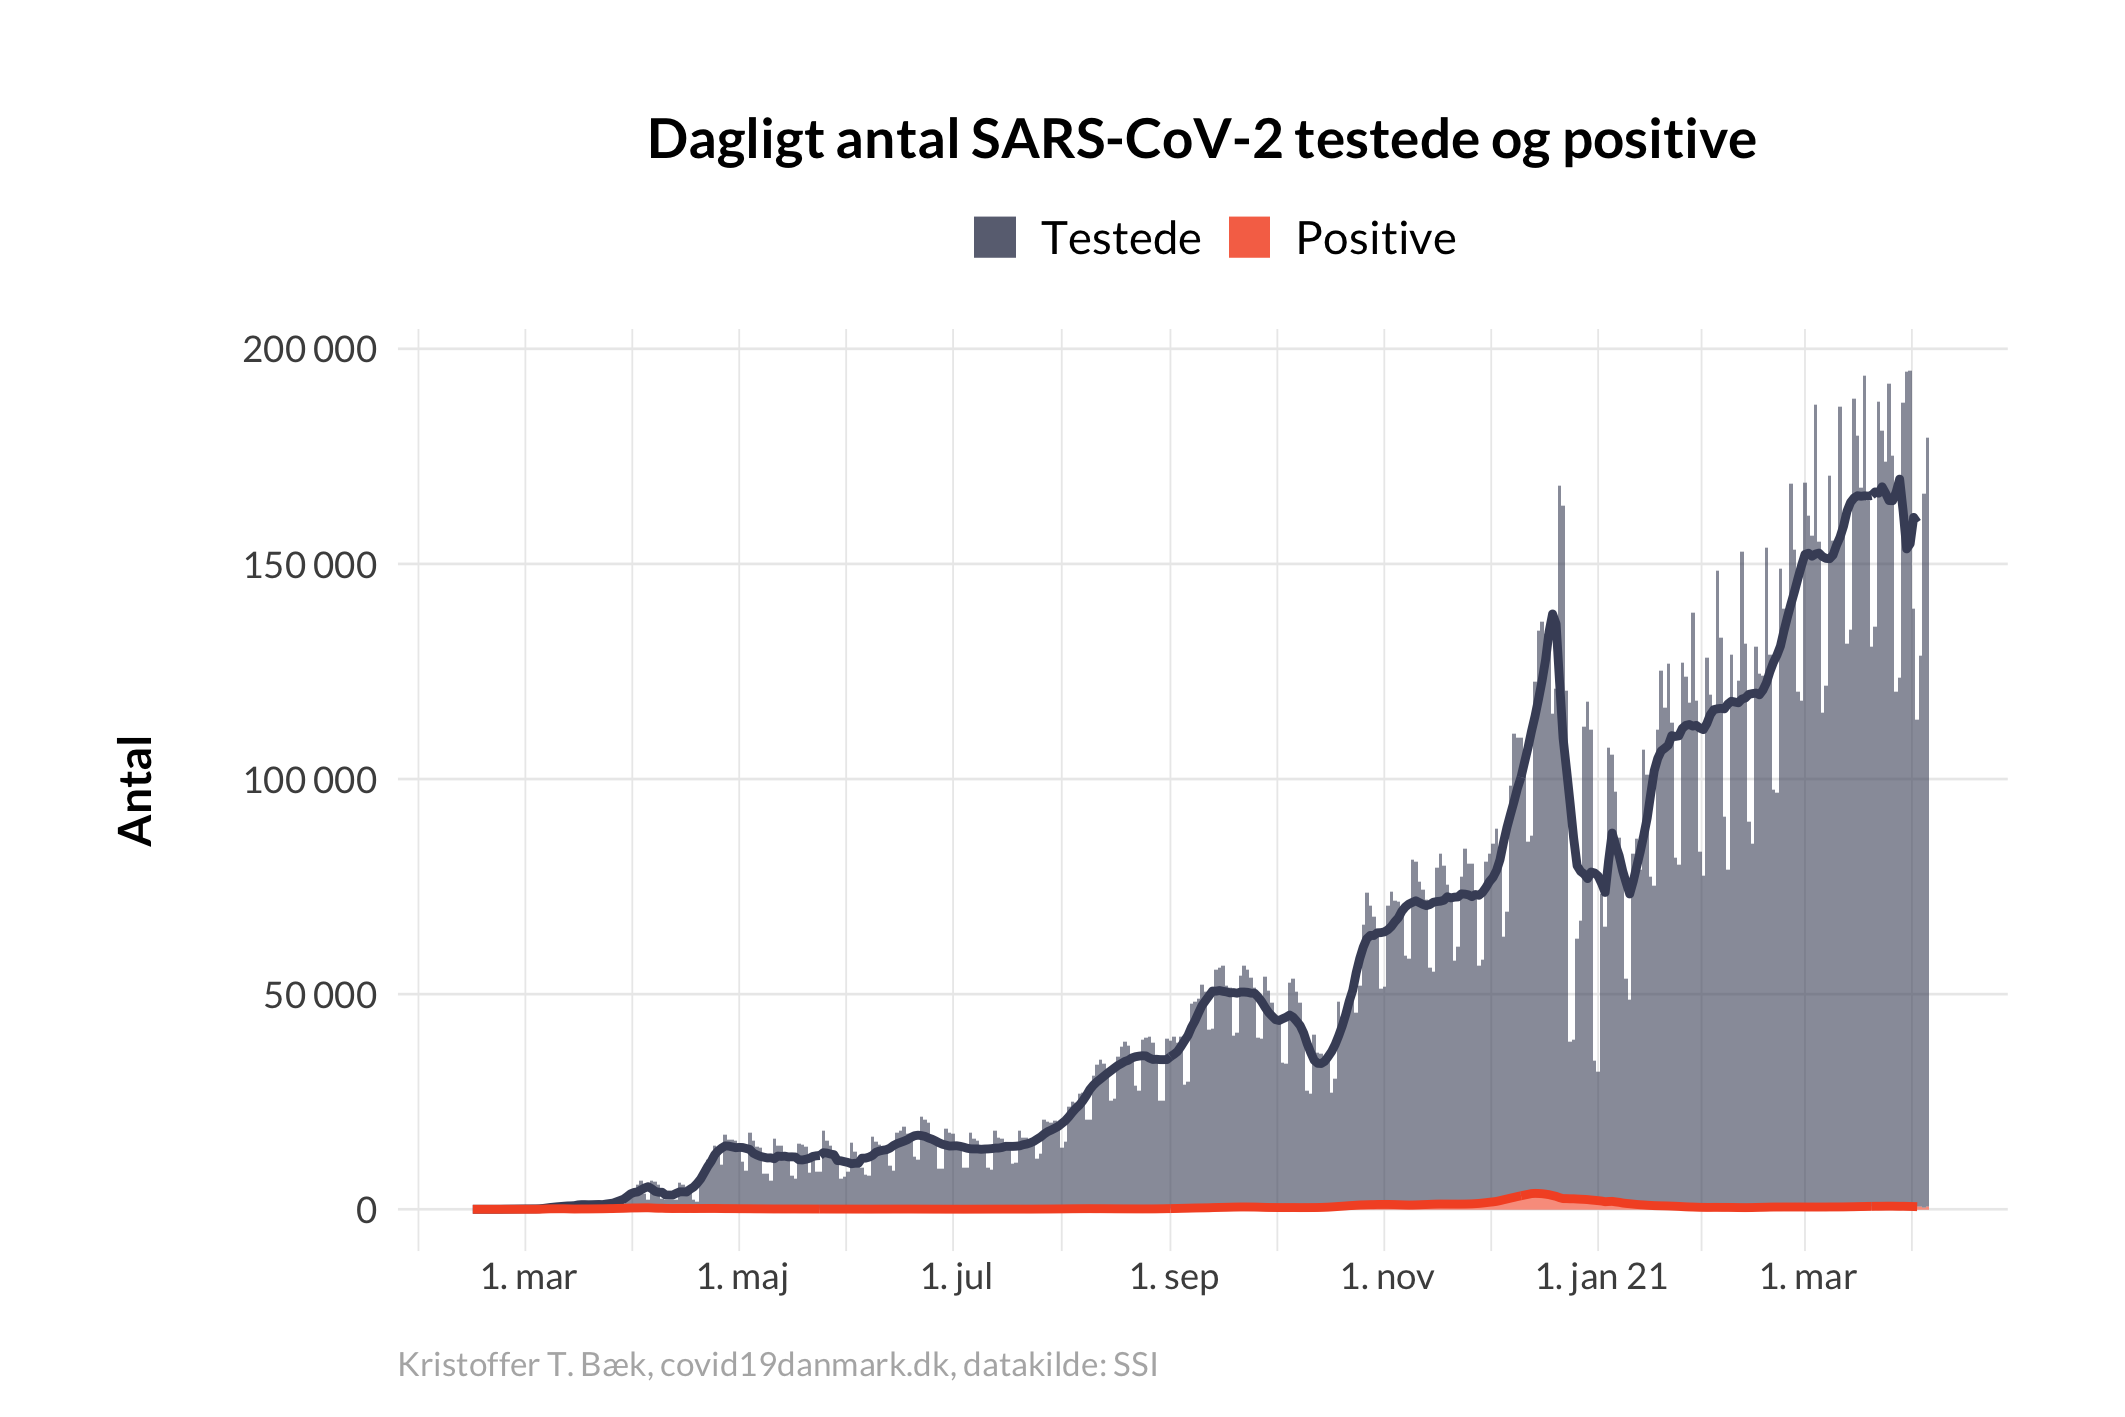 Dagligt antal SARS-CoV-2 testede og positive
Testede Positive
200 000
150 000
100 000
50 000
0
Antal
1. mar 1. maj 1. jul 1. sep 1. nov 1. jan 21 1. mar
Kristoffer T. Bæk, covid19danmark.dk, datakilde: SSI